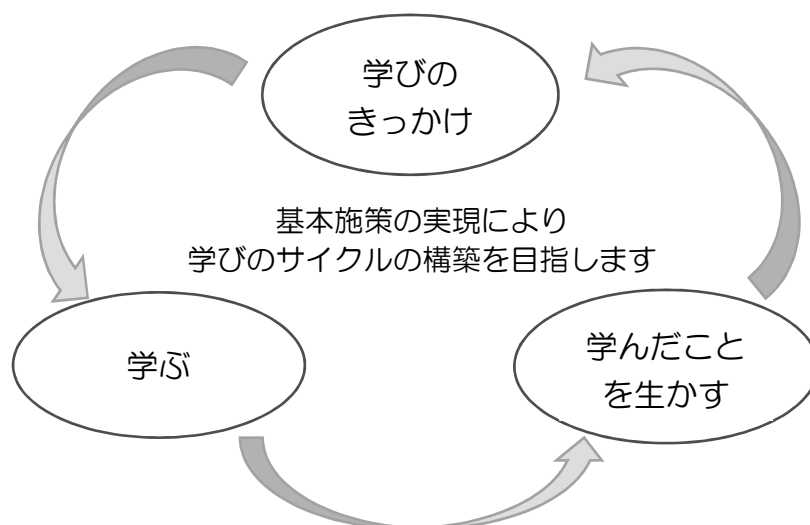 学びの
きっかけ
基本施策の実現により
学びのサイクルの構築を目指します
学ぶ
学んだこと
を生かす